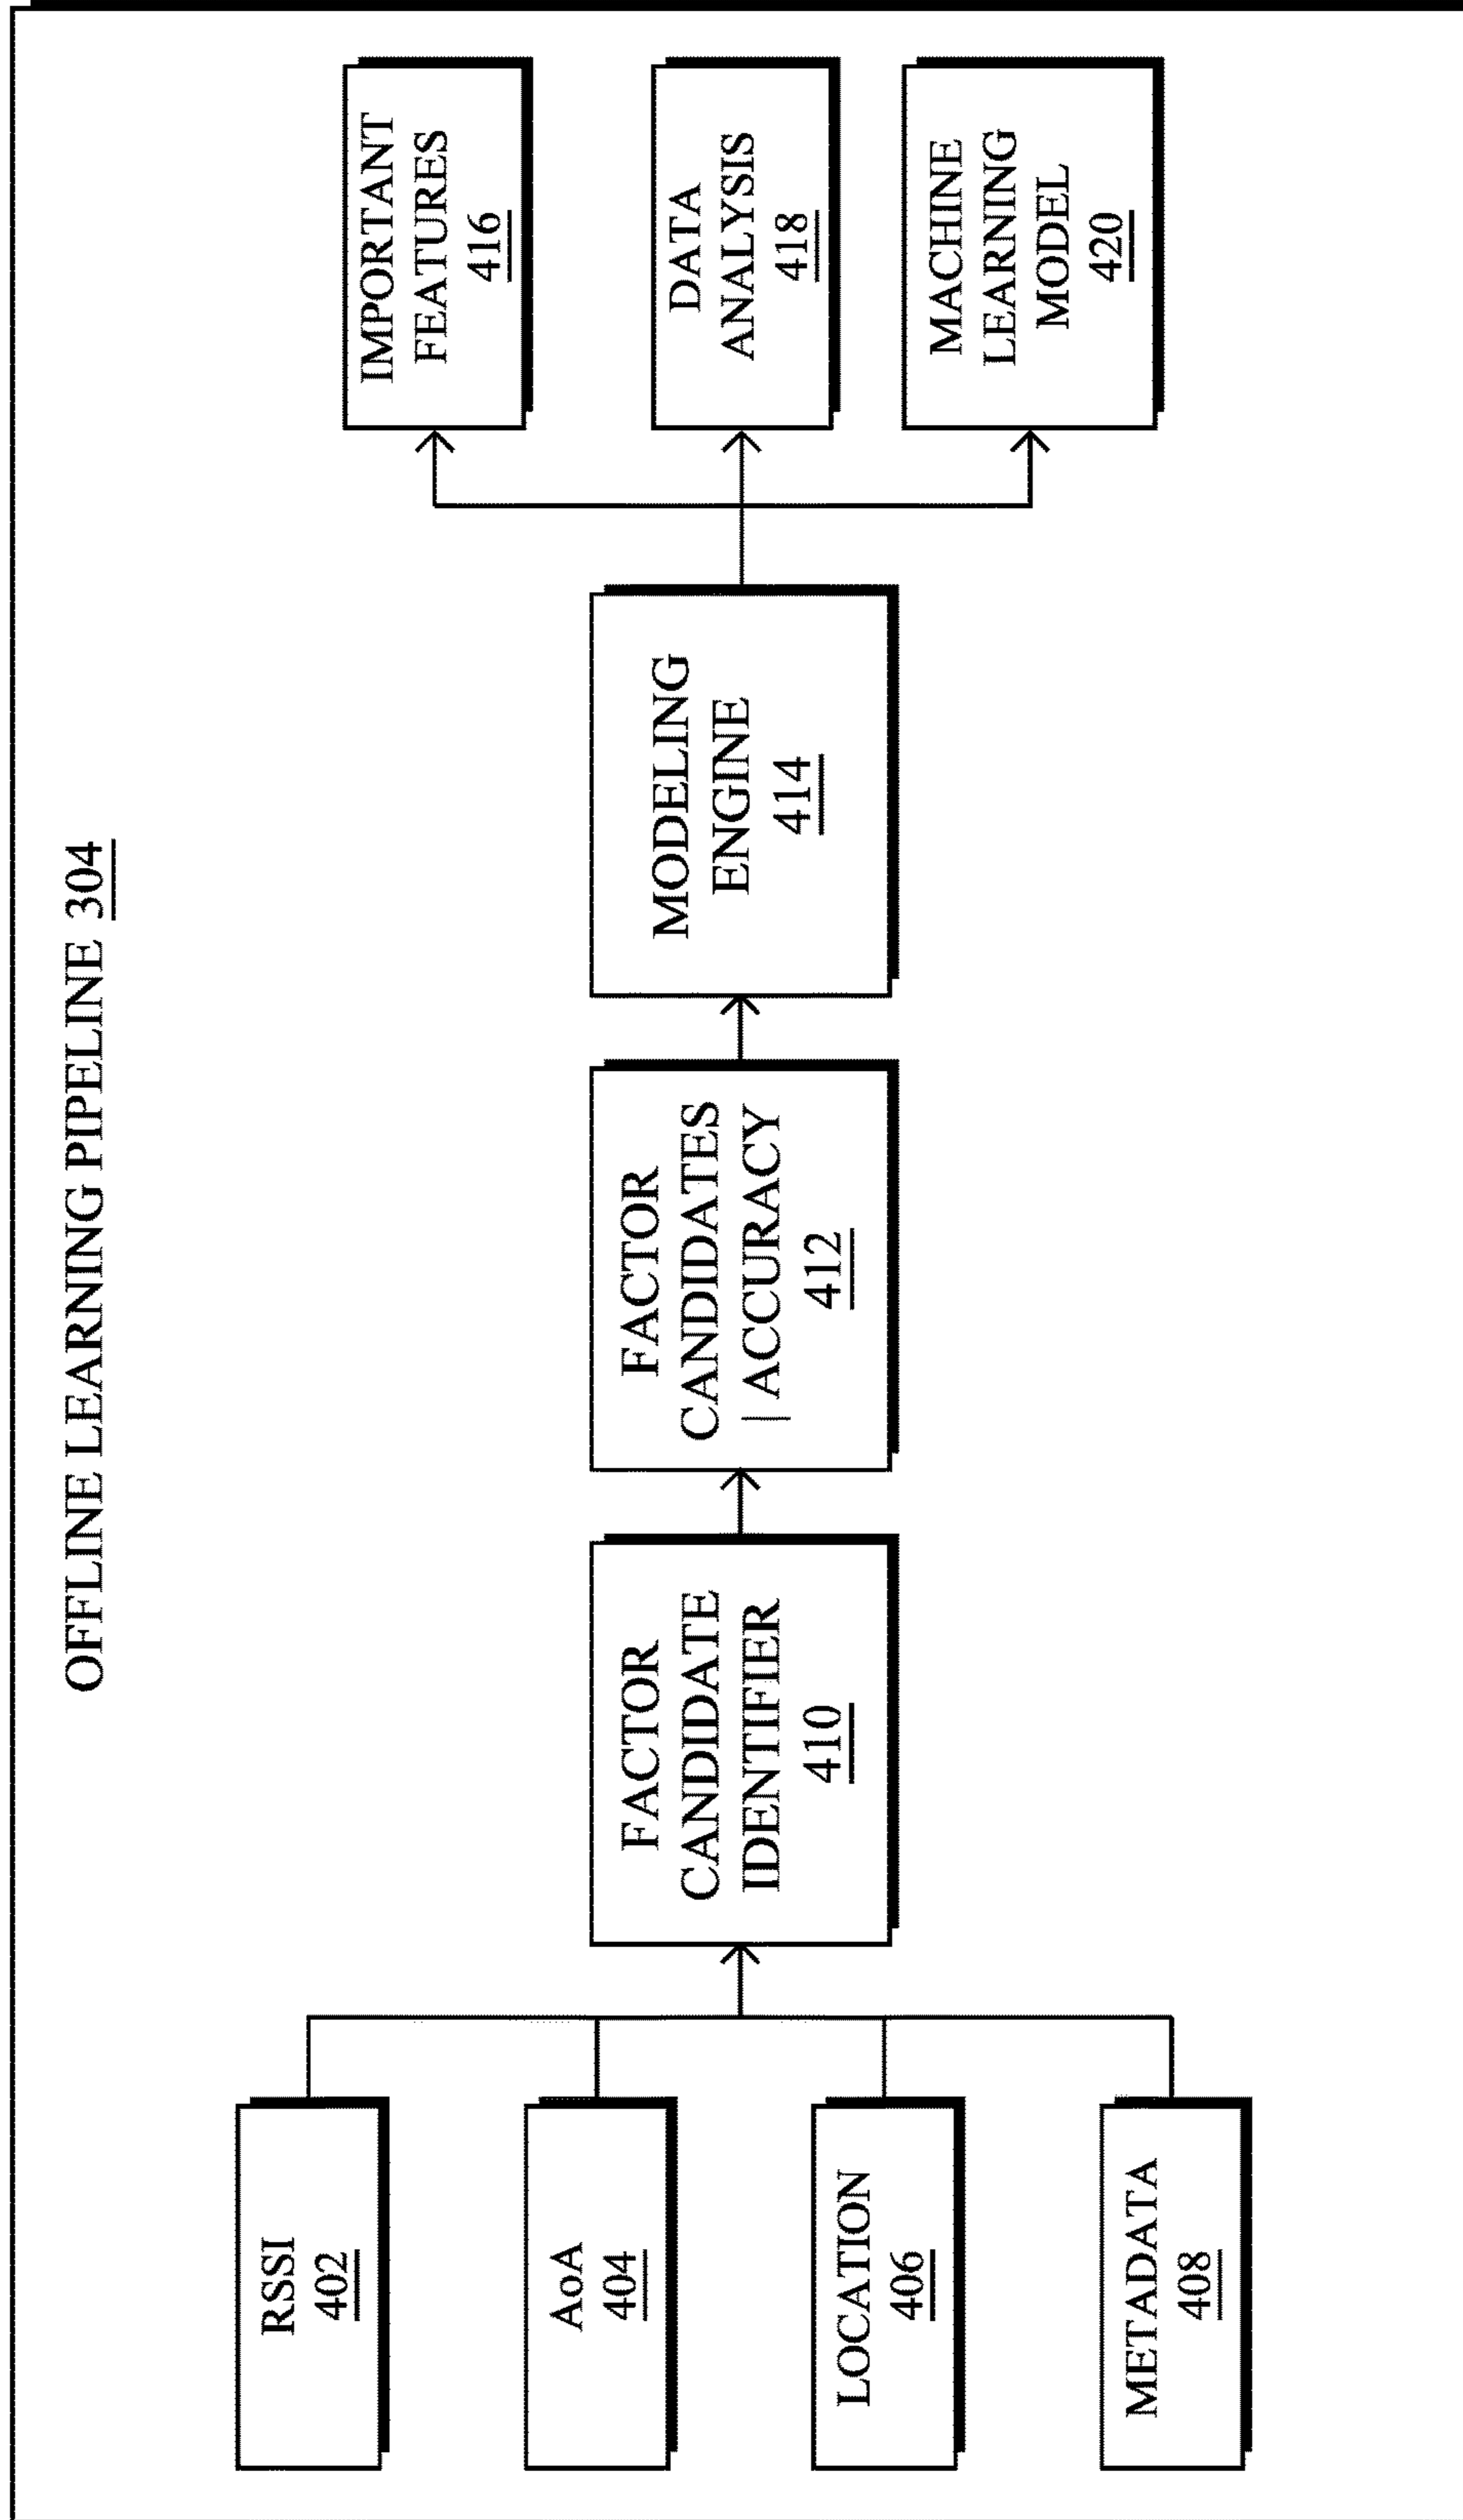 OFFLINE LEARNING PIPELINE 304
RSSI
402
AoA
404
LOCATION
406
METADATA
408
FACTOR
CANDIDATE
IDENTIFIER
410
FACTOR
CANDIDATES
| ACCURACY
412
MODELING
ENGINE
414
IMPORTANT
FEATURES
416
DATA
ANALYSIS
418
MACHINE
LEARNING
MODEL
420